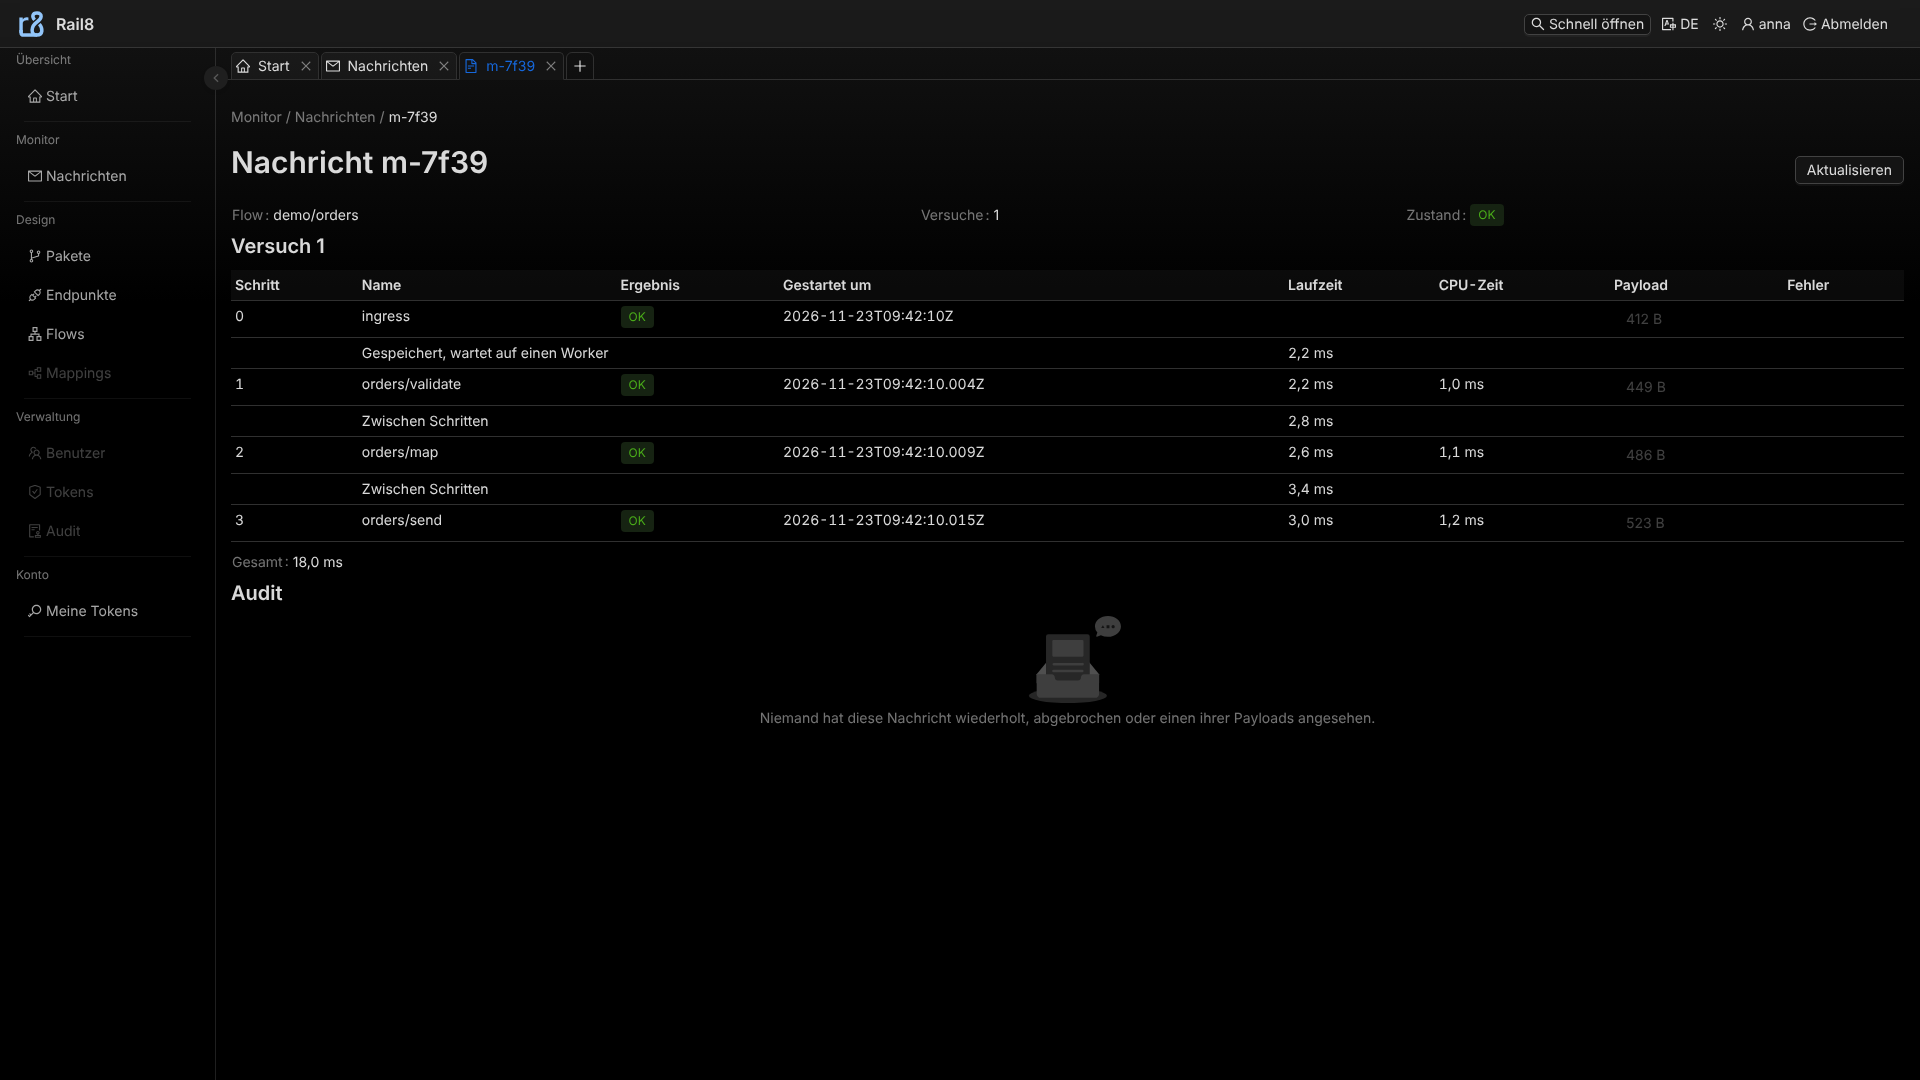 Rail8
Schnell öffnen DE anna Abmelden
Übersicht
Start
Monitor
Nachrichten
Design
Pakete
Endpunkte
Flows
Mappings
Verwaltung
Benutzer
Tokens
Audit
Konto
Meine Tokens
Start Nachrichten m-7f39
Monitor / Nachrichten / m-7f39
Nachricht m-7f39
Aktualisieren
Flow: demo/orders Versuche: 1 Zustand: OK
Versuch 1
Schritt Name Ergebnis Gestartet um Laufzeit CPU-Zeit Payload Fehler
0 ingress OK 2026-11-23T09:42:10Z 412 B
Gespeichert, wartet auf einen Worker 2,2 ms
1 orders/validate OK 2026-11-23T09:42:10.004Z 2,2 ms 1,0 ms 449 B
Zwischen Schritten 2,8 ms
2 orders/map OK 2026-11-23T09:42:10.009Z 2,6 ms 1,1 ms 486 B
Zwischen Schritten 3,4 ms
3 orders/send OK 2026-11-23T09:42:10.015Z 3,0 ms 1,2 ms 523 B
Gesamt: 18,0 ms
Audit
Niemand hat diese Nachricht wiederholt, abgebrochen oder einen ihrer Payloads angesehen.